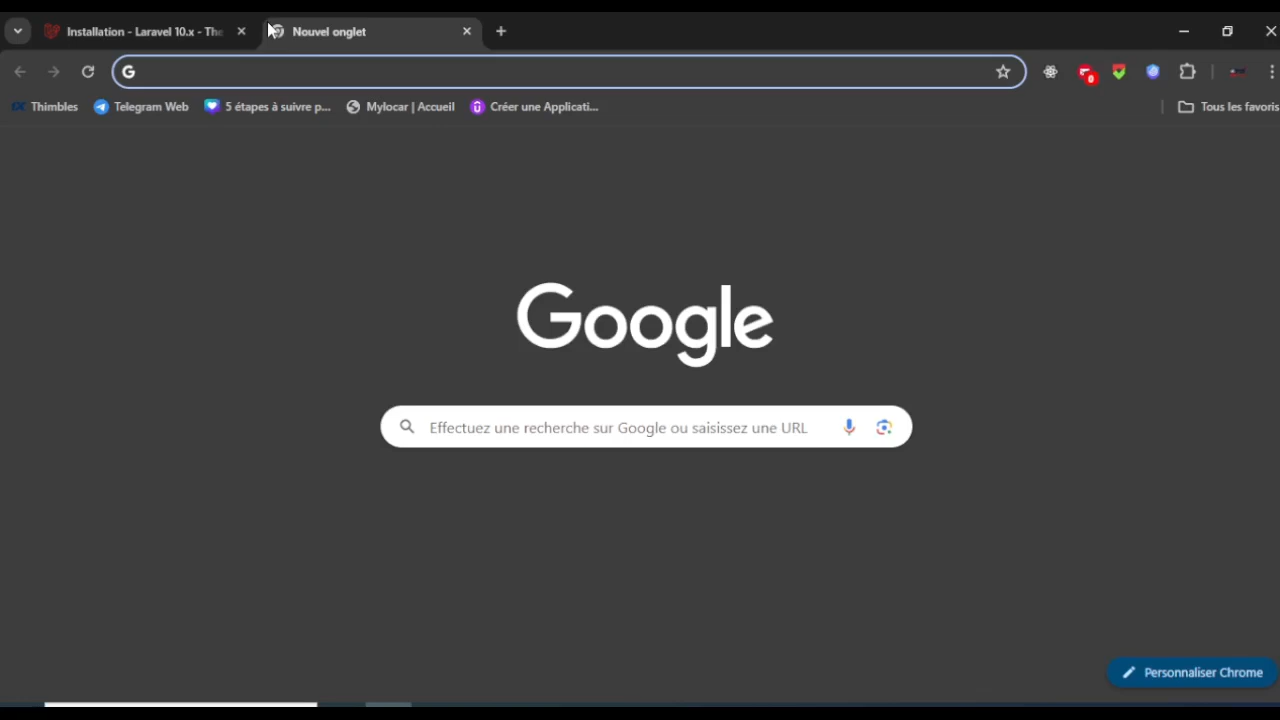 Installation - Laravel 10.x - The
Nouvel onglet
Thimbles
Telegram Web
5 étapes à suivre p...
Mylocar | Accueil
Créer une Applicati...
Tous les favoris
0
Google
Effectuez une recherche sur Google ou saisissez une URL
Personnaliser Chrome